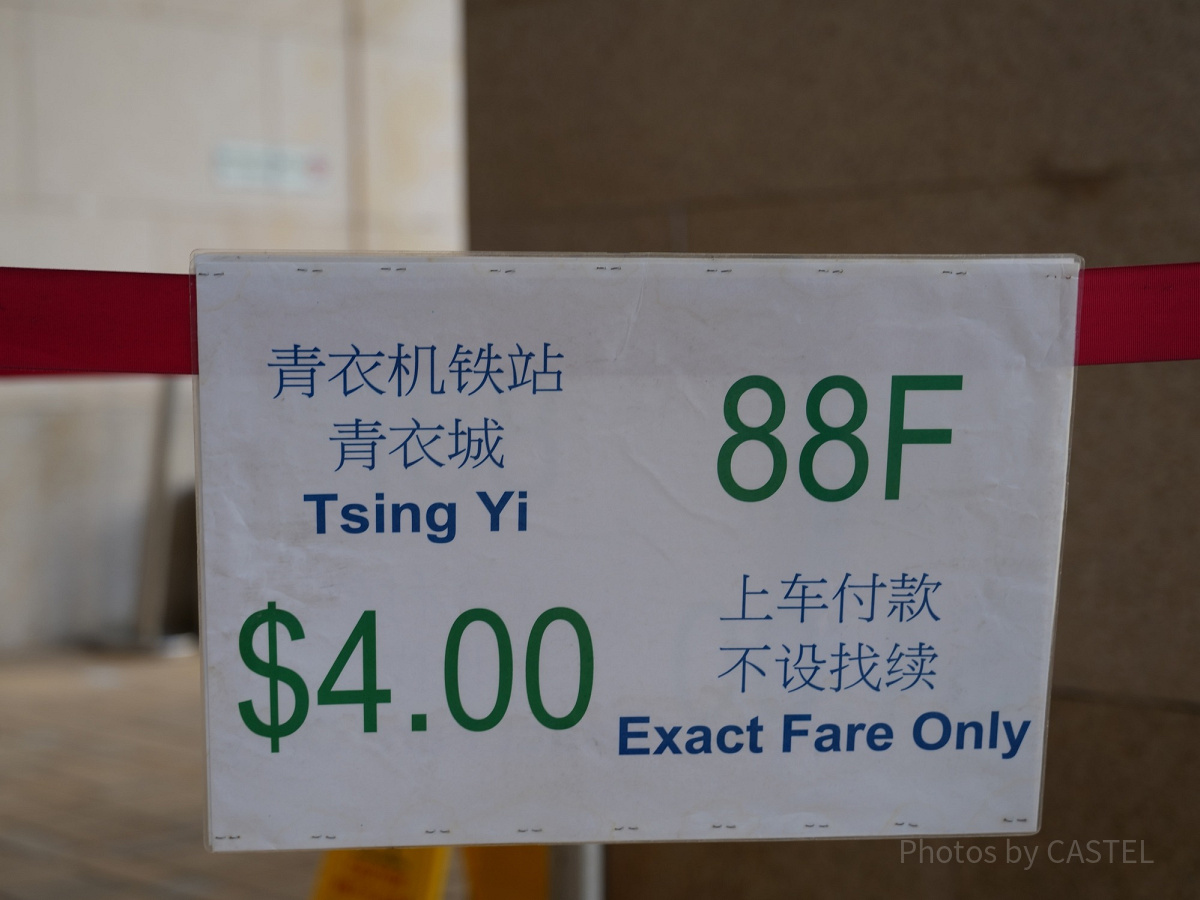 青衣机铁站
青衣城
Tsing Yi
$4.00
88F
上车付款
不设找续
Exact Fare Only
Photos by CASTEL